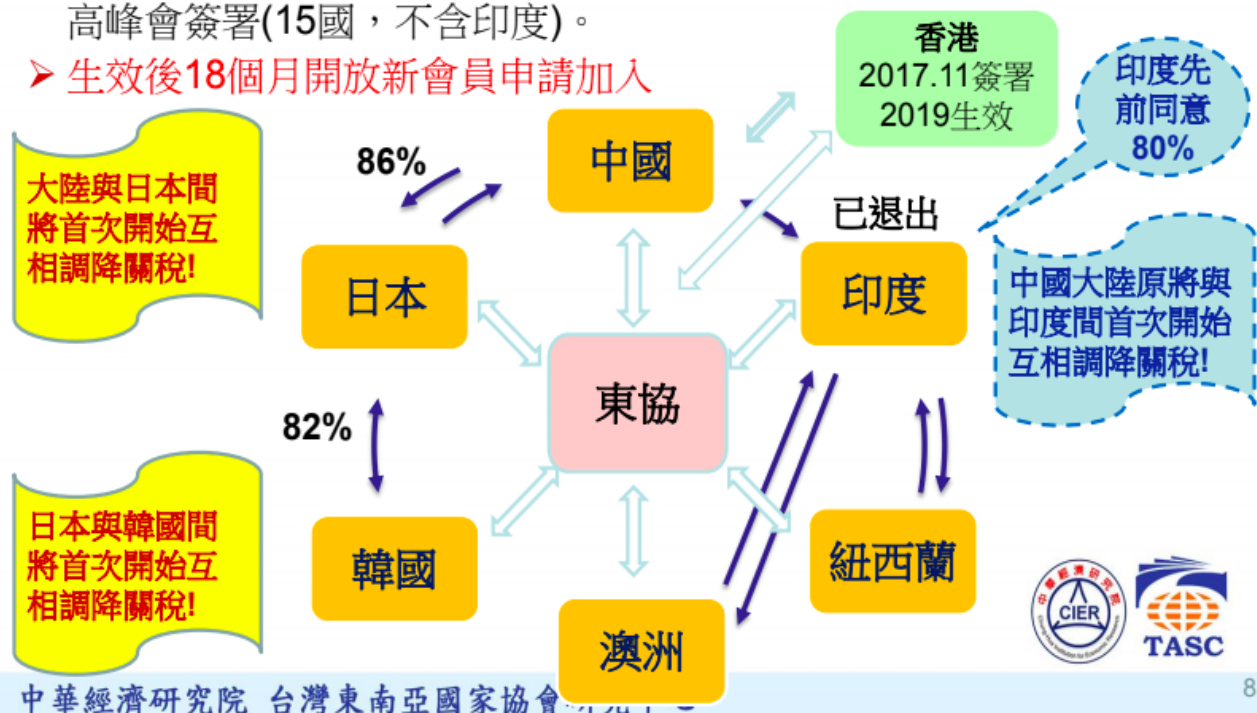 高峰會簽署(15國，不含印度)。
➤ 生效後18個月開放新會員申請加入
香港
2017.11簽署
2019生效
印度先
前同意
80%
中國
86%
大陸與日本間
將首次開始互
相調降關稅!
已退出
日本
印度
中國大陸原將與
印度間首次開始
互相調降關稅!
東協
82%
日本與韓國間
將首次開始互
相調降關稅!
韓國
紐西蘭
澳洲
中華經濟研究院
CIER
TASC
中華經濟研究院 台灣東南亞國家協會
8